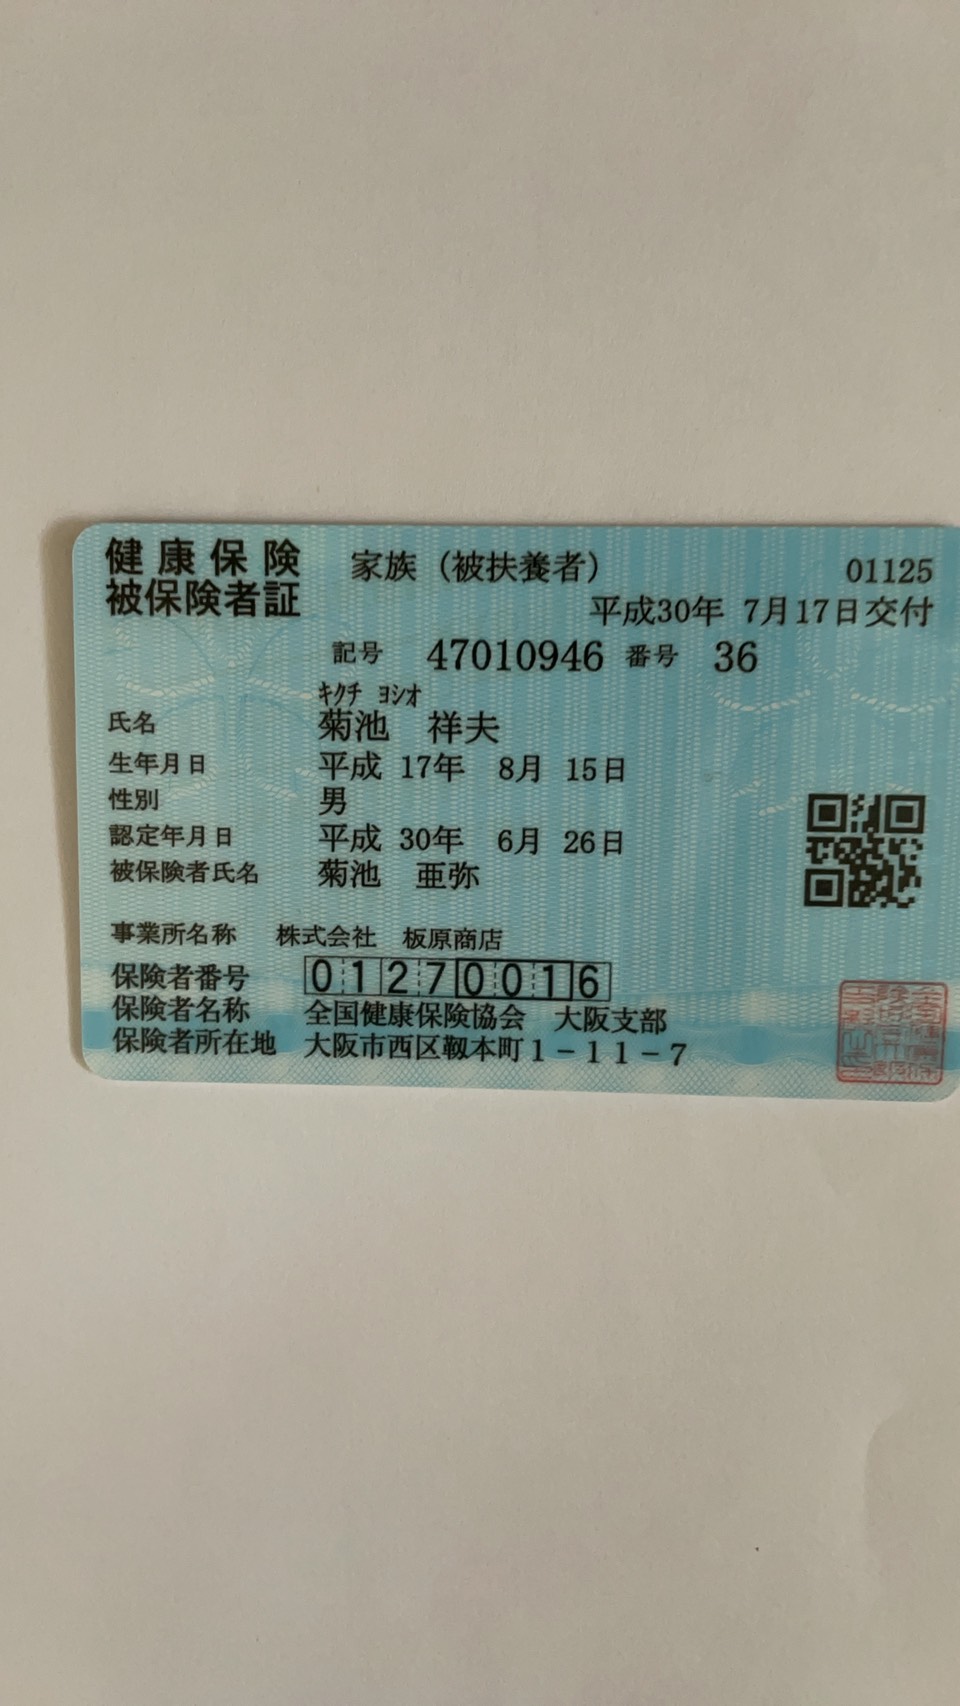 健康保険 家族（被扶養者） 01125
被保険者証 平成30年 7月17日交付
記号 47010946 番号 36
ｷｸﾁ ﾖｼｵ
氏名 菊池 祥夫
生年月日 平成 17年 8月 15日
性別 男
認定年月日 平成 30年 6月 26日
被保険者氏名 菊池 亜弥
事業所名称 株式会社 板原商店
保険者番号 01270016
保険者名称 全国健康保険協会 大阪支部
保険者所在地 大阪市西区靱本町1－11－7